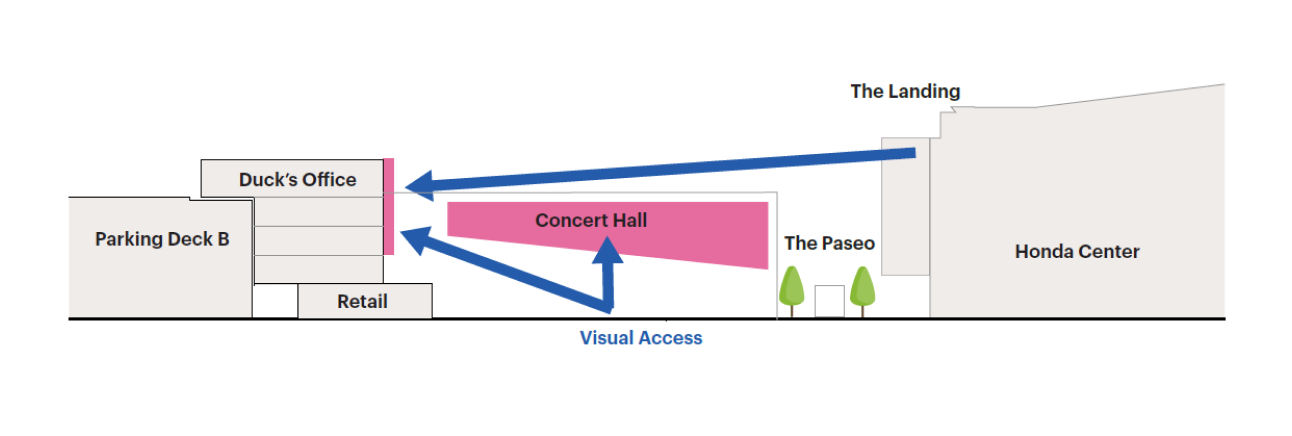 The Landing
Duck's Office
Concert Hall
Parking Deck B
The Paseo
Honda Center
Retail
Visual Access